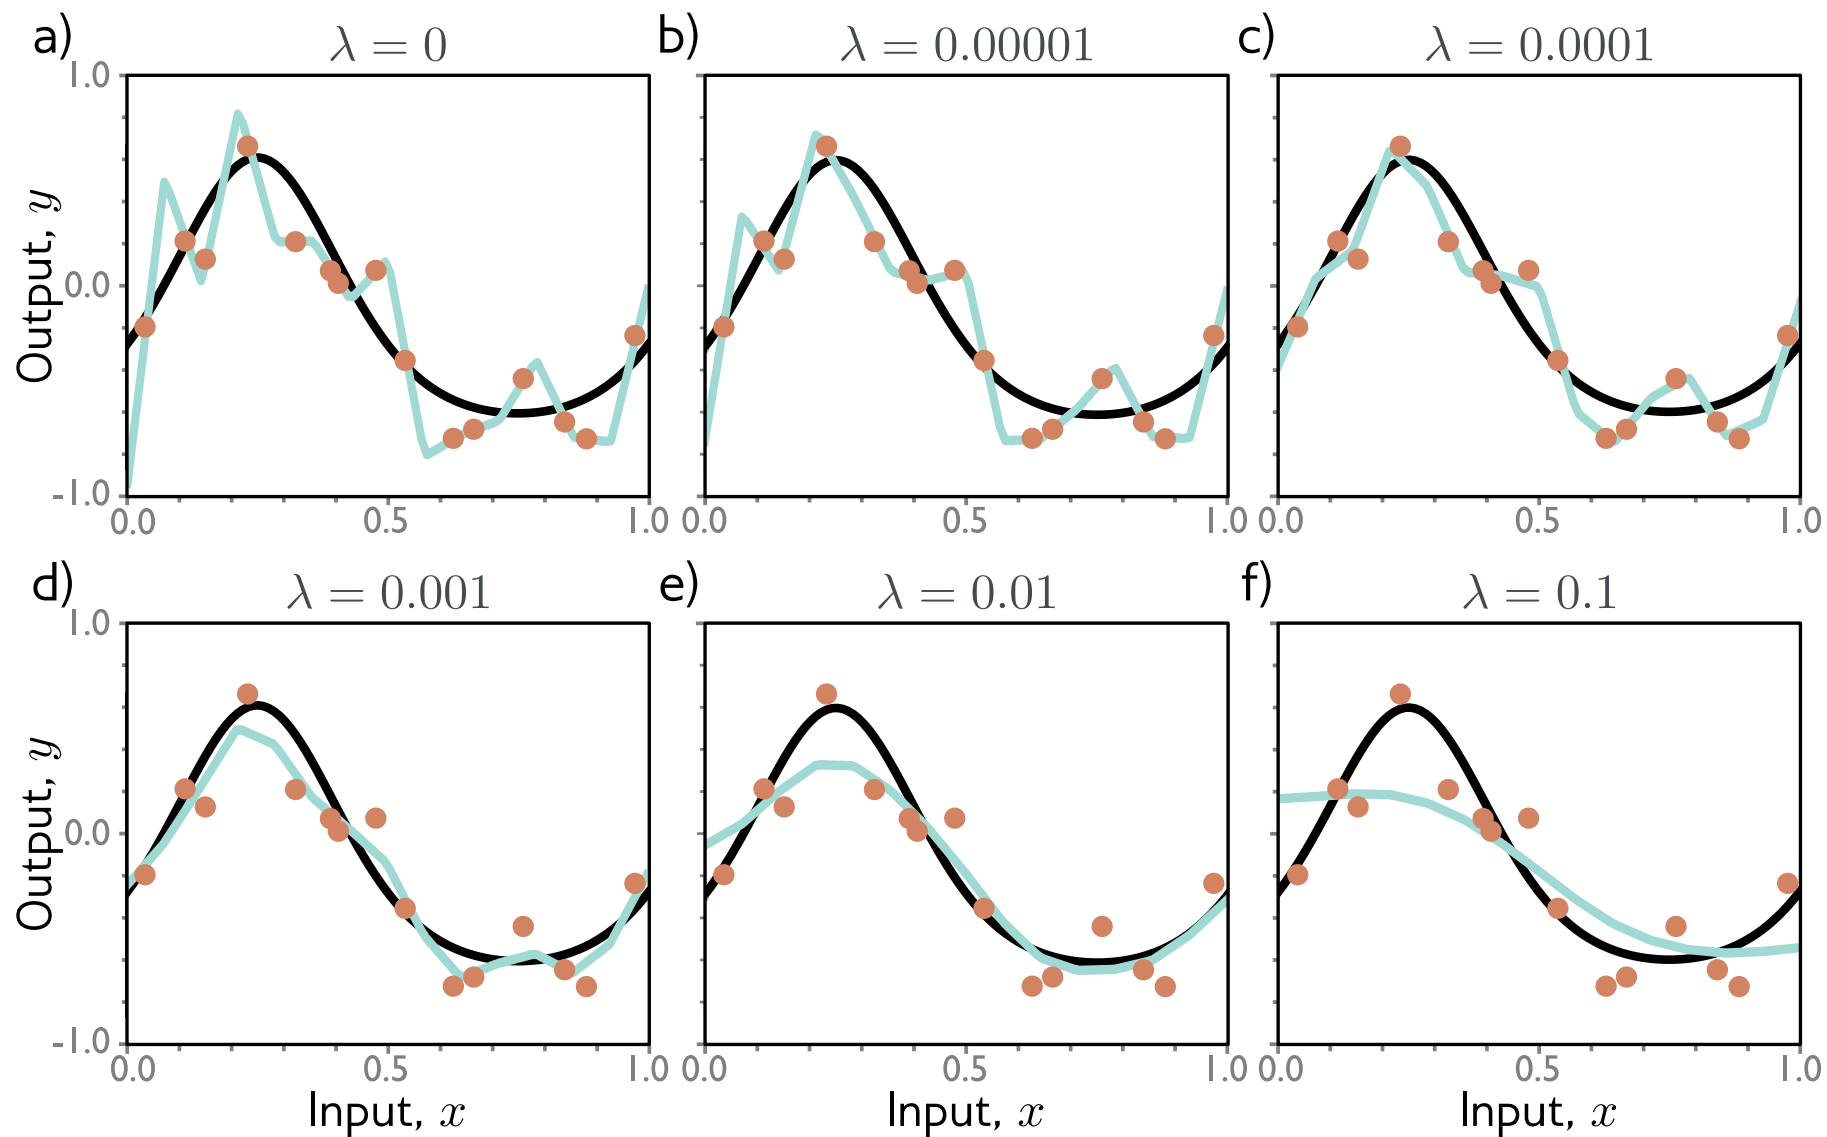 a) λ = 0
b) λ = 0.00001
c) λ = 0.0001
Output, y
1.0
0.0
-1.0
0.0 0.5 1.0
0.0 0.5 1.0
0.0 0.5 1.0
d) λ = 0.001
e) λ = 0.01
f) λ = 0.1
Output, y
1.0
0.0
-1.0
0.0 0.5 1.0
0.0 0.5 1.0
0.0 0.5 1.0
Input, x
Input, x
Input, x